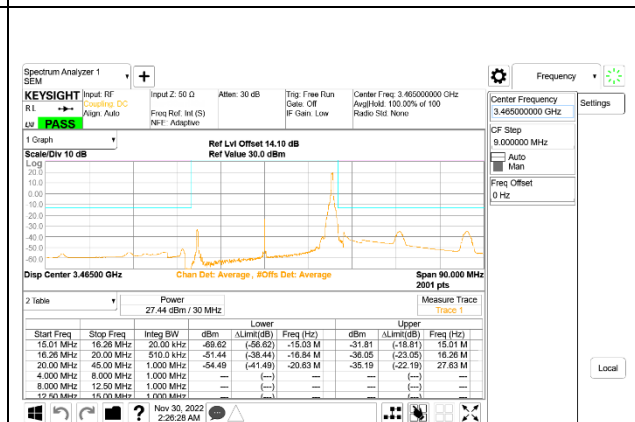 Spectrum Analyzer 1
SEM
Frequency
KEYSIGHT Input: RF
Coupling: DC
Align: Auto
RL
PASS
Input Z: 50 Ω
Freq Ref: Int (S)
NFE: Adaptive
Atten: 30 dB
Trig: Free Run
Gate: Off
IF Gain: Low
Center Freq: 3.465000000 GHz
Avg|Hold: 100.00% of 100
Radio Std: None
Center Frequency
3.465000000 GHz
Settings
CF Step
9.000000 MHz
Auto
Man
Freq Offset
0 Hz
Local
1 Graph
Scale/Div 10 dB
Ref Lvl Offset 14.10 dB
Ref Value 30.0 dBm
Log
20.0
10.0
0.00
-10.0
-20.0
-30.0
-40.0
-50.0
-60.0
Disp Center 3.46500 GHz
Chan Det: Average , #Offs Det: Average
Span 90.000 MHz
2001 pts
2 Table
Power
27.44 dBm / 30 MHz
Measure Trace
Trace 1
Lower Upper
Start Freq Stop Freq Integ BW dBm ΔLimit(dB) Freq (Hz) dBm ΔLimit(dB) Freq (Hz)
15.01 MHz 16.26 MHz 20.00 kHz -69.62 (-56.62) -15.03 M -31.81 (-18.81) 15.01 M
16.26 MHz 20.00 MHz 510.0 kHz -51.44 (-38.44) -16.84 M -36.05 (-23.05) 16.26 M
20.00 MHz 45.00 MHz 1.000 MHz -54.49 (-41.49) -20.63 M -35.19 (-22.19) 27.63 M
4.000 MHz 8.000 MHz 1.000 MHz --- (---) --- --- (---) ---
8.000 MHz 12.50 MHz 1.000 MHz --- (---) --- --- (---) ---
12.50 MHz 15.00 MHz 1.000 MHz --- (---) --- --- (---) ---
Nov 30, 2022
2:26:28 AM